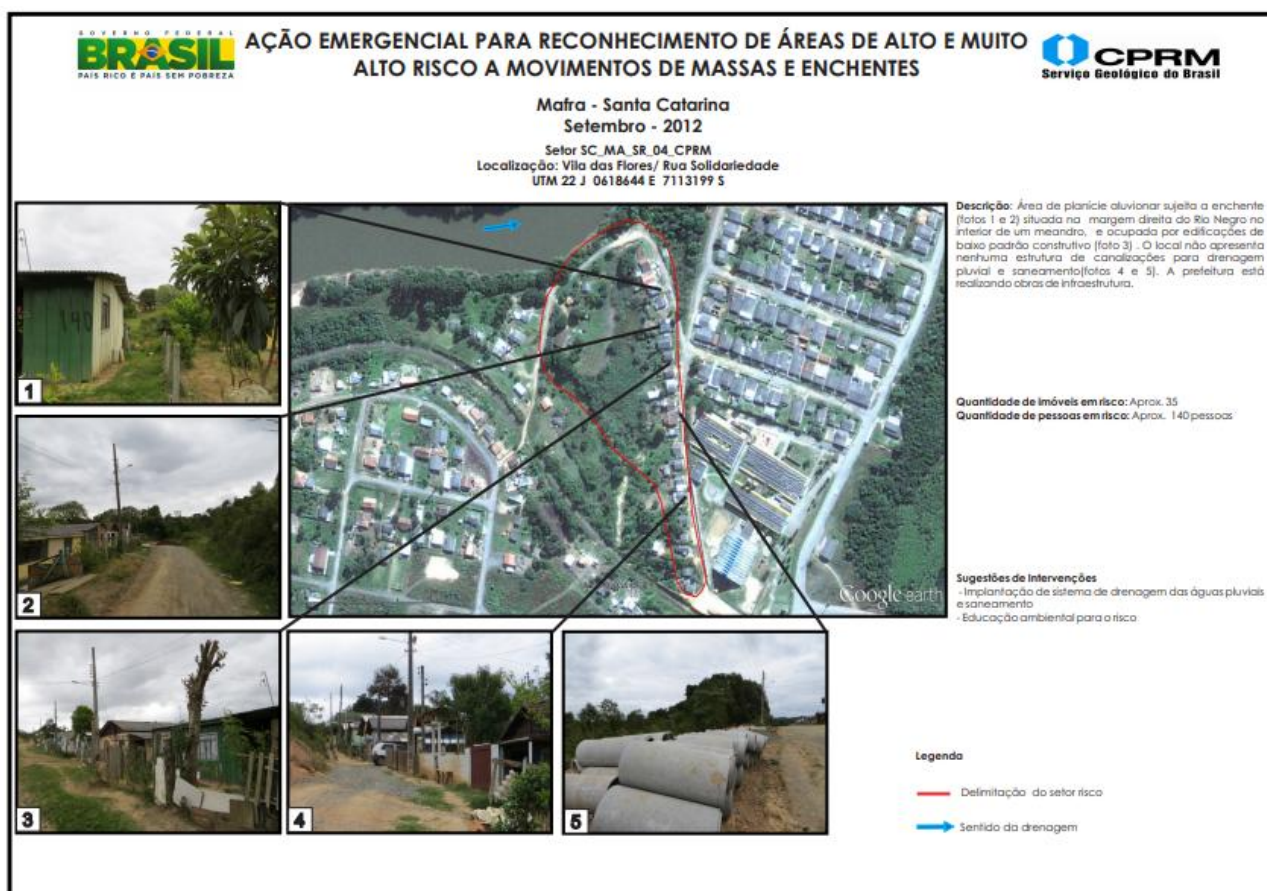 GOVERNO FEDERAL
BRASIL
PAÍS RICO É PAÍS SEM POBREZA
AÇÃO EMERGENCIAL PARA RECONHECIMENTO DE ÁREAS DE ALTO E MUITO
ALTO RISCO A MOVIMENTOS DE MASSAS E ENCHENTES
CPRM
Serviço Geológico do Brasil
Mafra - Santa Catarina
Setembro - 2012
Setor SC_MA_SR_04_CPRM
Localização: Vila das Flores/ Rua Solidariedade
UTM 22 J 0618644 E 7113199 S
Descrição: Área de planície aluvionar sujeita a enchente
(fotos 1 e 2) situada na margem direita do Rio Negro no
interior de um meandro, e ocupada por edificações de
baixo padrão construtivo (foto 3) . O local não apresenta
nenhuma estrutura de canalizações para drenagem
pluvial e saneamento(fotos 4 e 5). A prefeitura está
realizando obras de infraestrutura.
Quantidade de imóveis em risco: Aprox. 35
Quantidade de pessoas em risco: Aprox. 140 pessoas
Sugestões de Intervenções
- Implantação de sistema de drenagem das águas pluviais
e saneamento
- Educação ambiental para o risco
140
1
2
3
4
5
Google earth
Legenda
Delimitação do setor risco
Sentido da drenagem